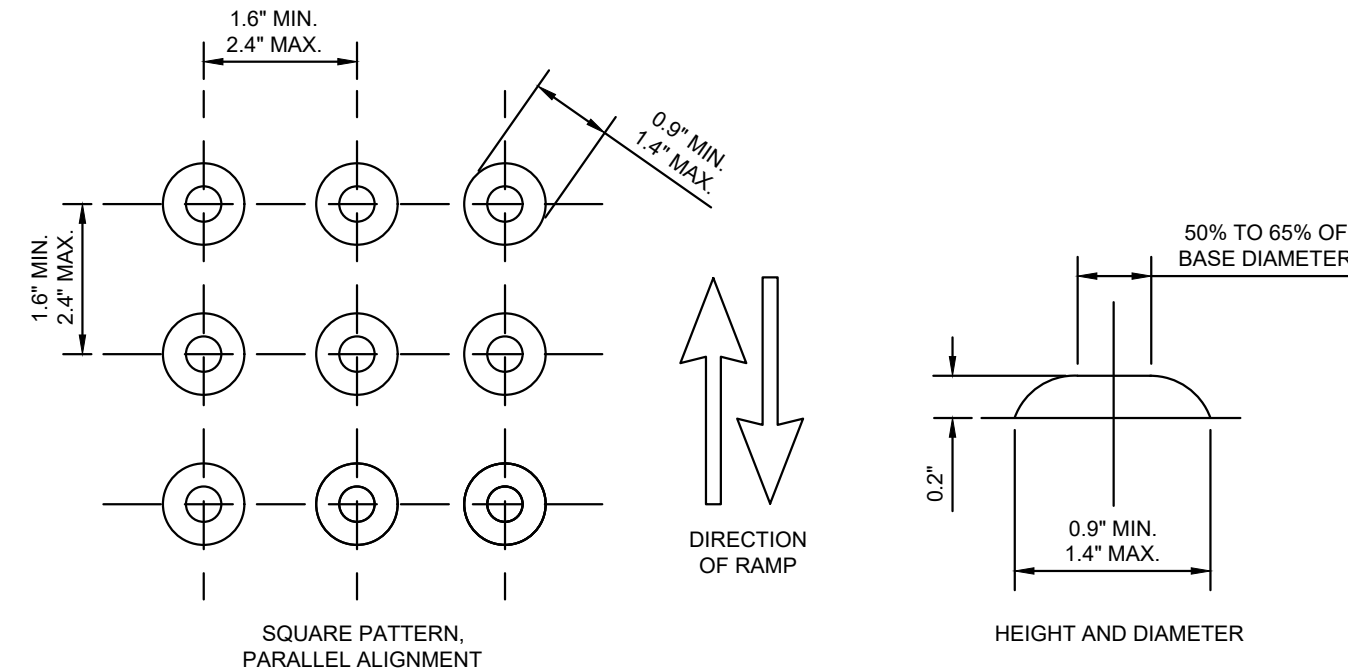 1.6" MIN.
2.4" MAX.
0.9" MIN.
1.4" MAX.
1.6" MIN.
2.4" MAX.
DIRECTION
OF RAMP
SQUARE PATTERN,
PARALLEL ALIGNMENT
50% TO 65% OF
BASE DIAMETER
0.2"
0.9" MIN.
1.4" MAX.
HEIGHT AND DIAMETER